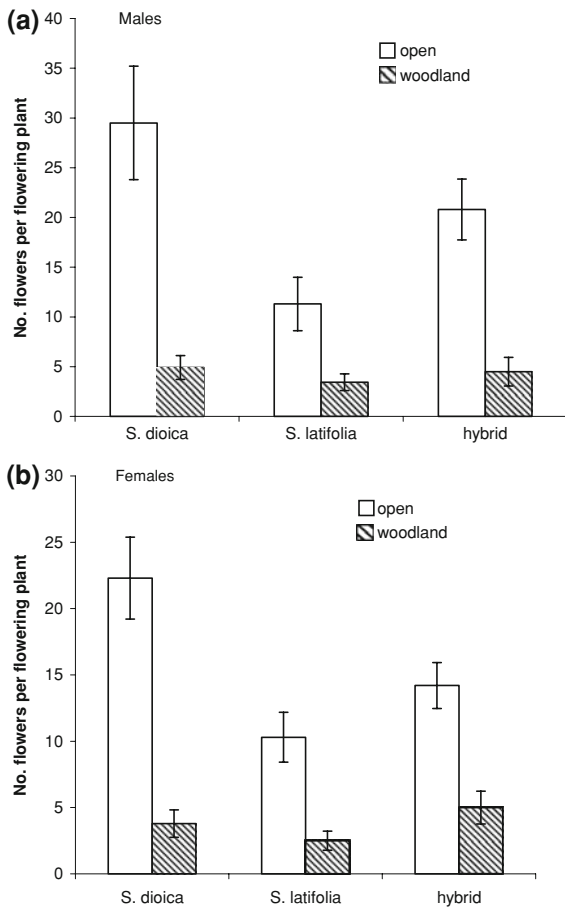 (a)
Males
open
woodland
No. flowers per flowering plant
40
35
30
25
20
15
10
5
0
S. dioica S. latifolia hybrid
(b)
Females
open
woodland
No. flowers per flowering plant
30
25
20
15
10
5
0
S. dioica S. latifolia hybrid